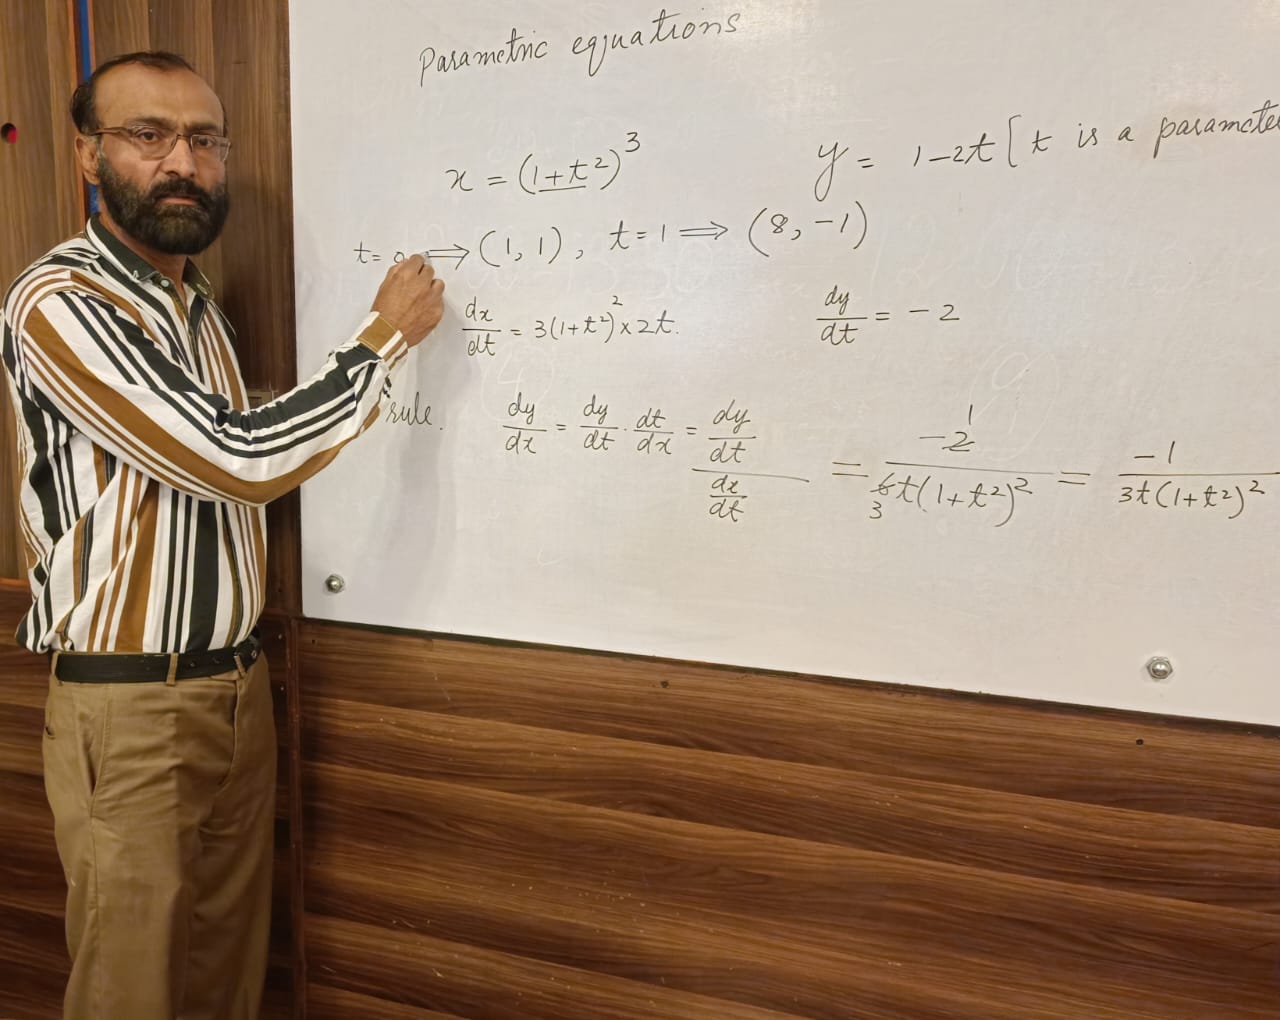 Parametric equations
x = (1+t²)³ y = 1-2t [t is a parameter
t= 0 ⟹ (1, 1), t=1 ⟹ (8, -1)
dx/dt = 3(1+t²)² × 2t. dy/dt = -2
rule. dy/dx = dy/dt . dt/dx = (dy/dt)/(dx/dt) = -2/(6t(1+t²)²) = -1/(3t(1+t²)²)
1
3